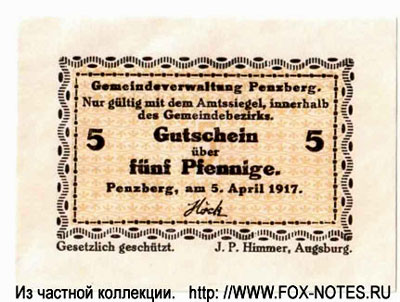 Gemeindeverwaltung Penzberg.
Nur gültig mit dem Amtssiegel, innerhalb
des Gemeindebezirks.
5 Gutschein 5
über
fünf Pfennige.
Penzberg, am 5. April 1917.
Höck
Gesetzlich geschützt. J. P. Himmer, Augsburg.
Из частной коллекции. http: //WWW.FOX-NOTES.RU